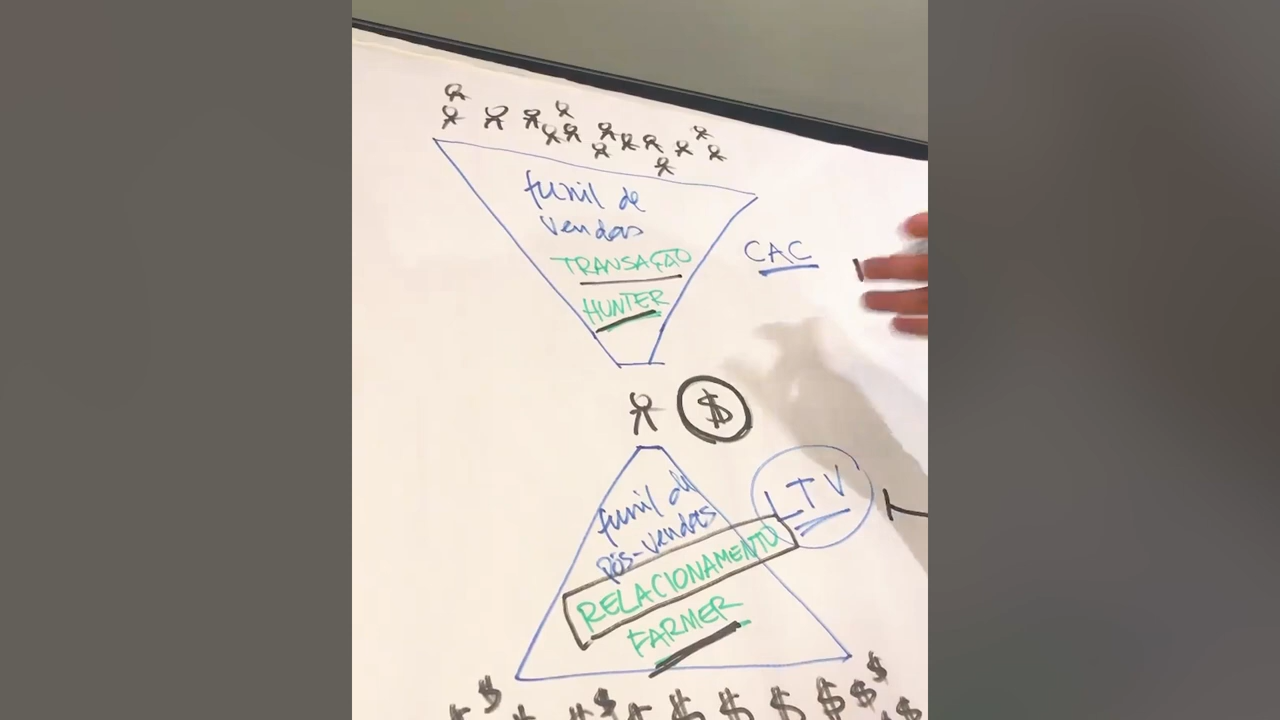 funil de
vendas
TRANSAÇÃO
HUNTER
CAC
$
LTV
funil de
pós-vendas
RELACIONAMENTO
FARMER
$ $ $ $ $ $ $ $ $ $ $ $